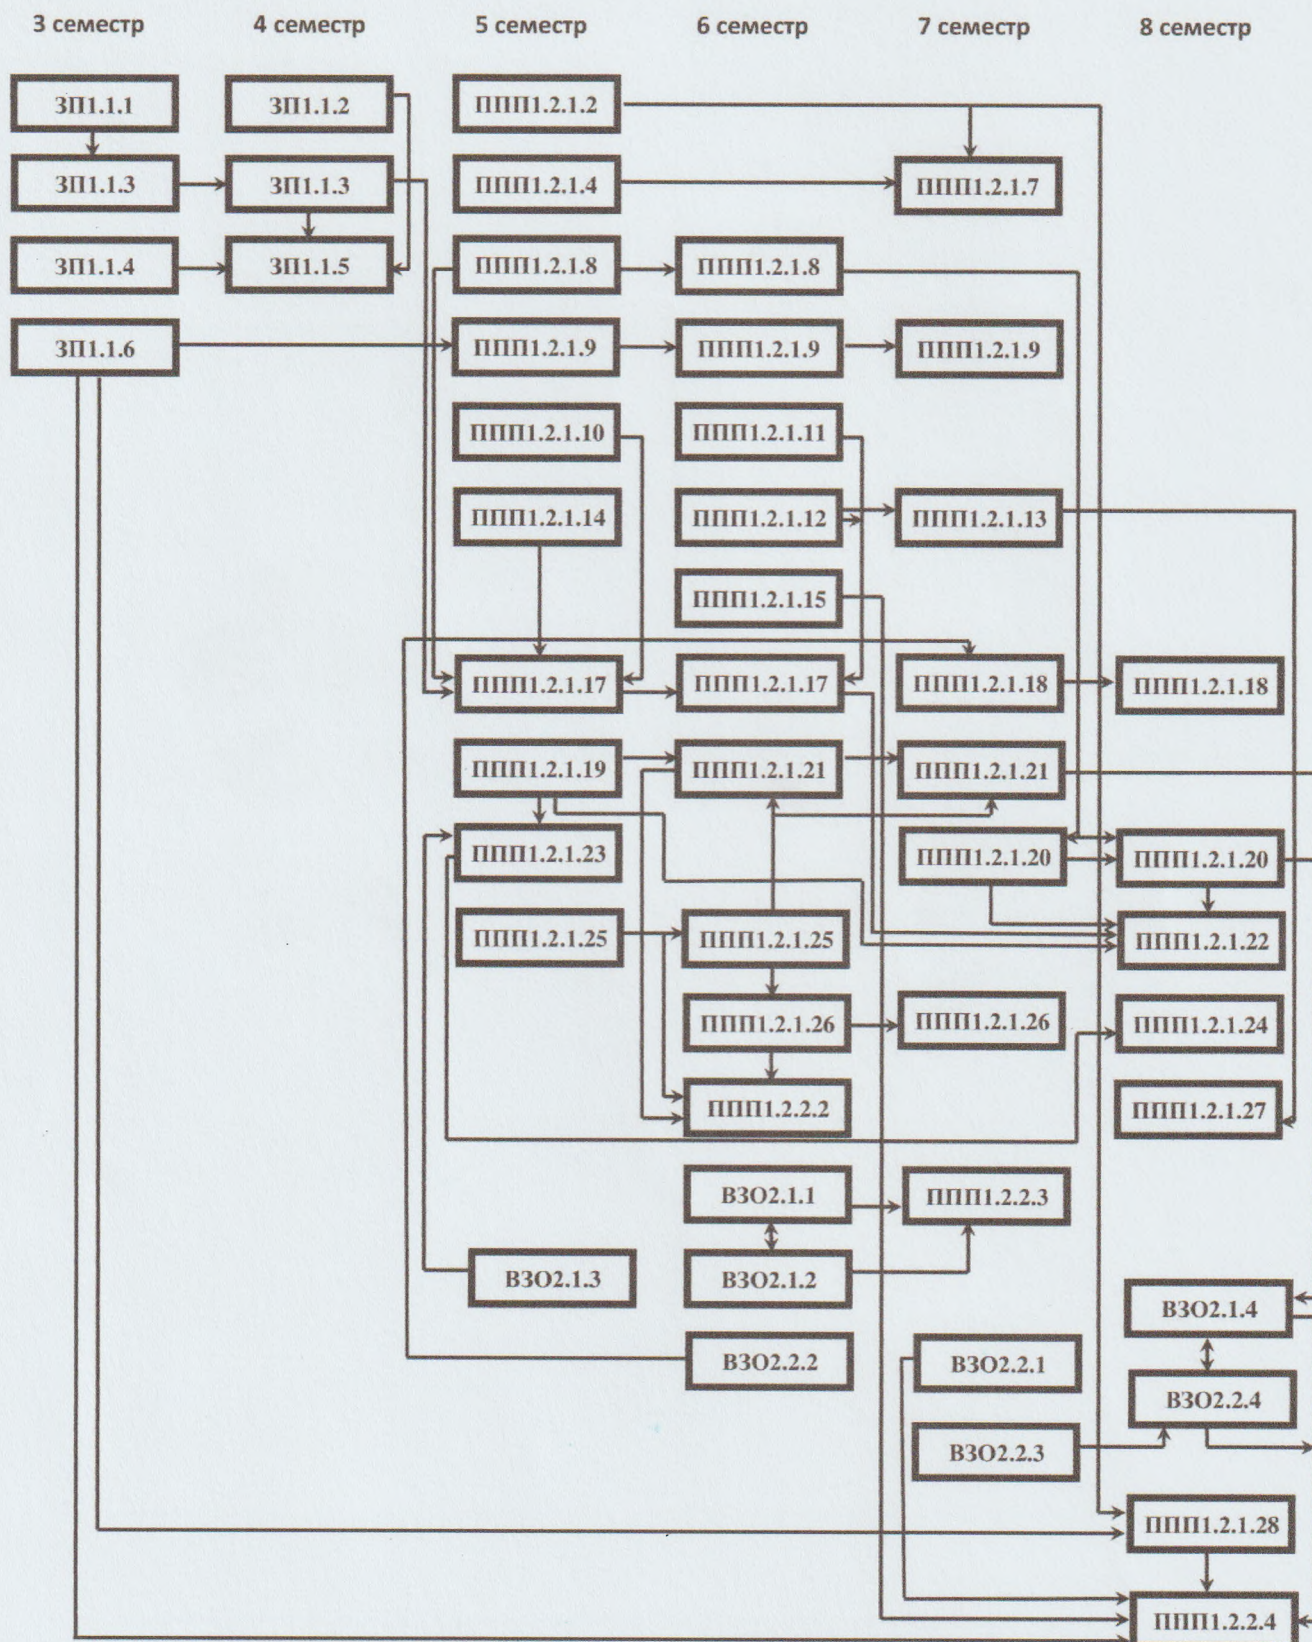 3 семестр 4 семестр 5 семестр 6 семестр 7 семестр 8 семестр
ЗП1.1.1 ЗП1.1.2 ППП1.2.1.2
ЗП1.1.3 ЗП1.1.3 ППП1.2.1.4 ППП1.2.1.7
ЗП1.1.4 ЗП1.1.5 ППП1.2.1.8 ППП1.2.1.8
ЗП1.1.6 ППП1.2.1.9 ППП1.2.1.9 ППП1.2.1.9
ППП1.2.1.10 ППП1.2.1.11
ППП1.2.1.14 ППП1.2.1.12 ППП1.2.1.13
ППП1.2.1.15
ППП1.2.1.17 ППП1.2.1.17 ППП1.2.1.18 ППП1.2.1.18
ППП1.2.1.19 ППП1.2.1.21 ППП1.2.1.21
ППП1.2.1.23 ППП1.2.1.20 ППП1.2.1.20
ППП1.2.1.25 ППП1.2.1.25 ППП1.2.1.22
ППП1.2.1.26 ППП1.2.1.26 ППП1.2.1.24
ППП1.2.2.2 ППП1.2.1.27
ВЗО2.1.1 ППП1.2.2.3
ВЗО2.1.3 ВЗО2.1.2
ВЗО2.1.4
ВЗО2.2.2 ВЗО2.2.1
ВЗО2.2.4
ВЗО2.2.3
ППП1.2.1.28
ППП1.2.2.4